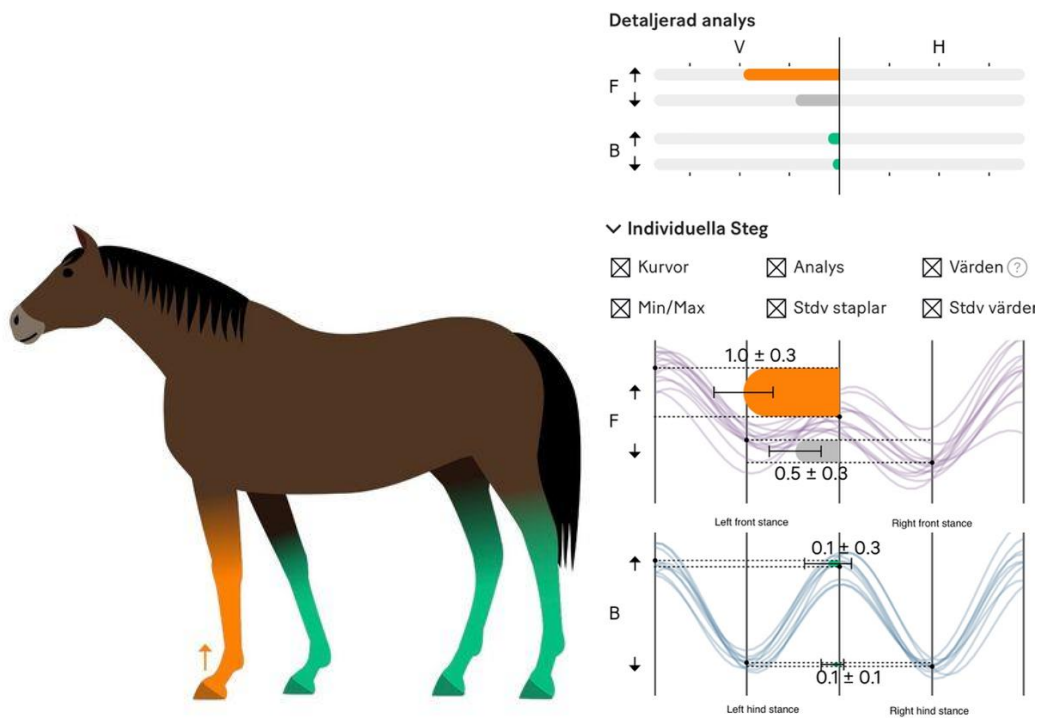 Detaljerad analys
V H
F ↑
↓
B ↑
↓
Individuella Steg
Kurvor Analys Värden ?
Min/Max Stdv staplar Stdv värder
1.0 ± 0.3
↑
F
↓
0.5 ± 0.3
Left front stance Right front stance
0.1 ± 0.3
↑
B
↓
0.1 ± 0.1
Left hind stance Right hind stance